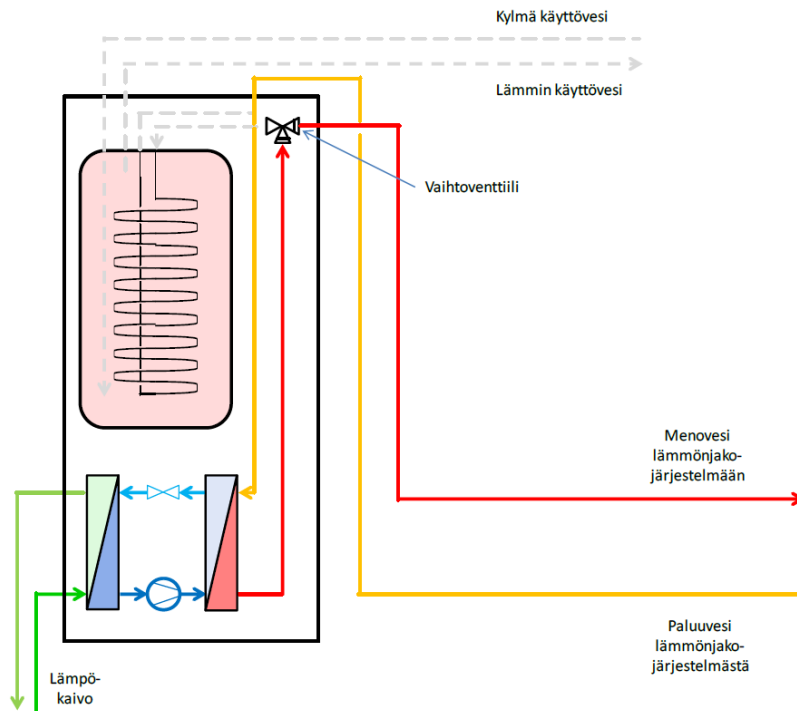 Kylmä käyttövesi
Lämmin käyttövesi
Vaihtoventtiili
Menovesi
lämmönjako-
järjestelmään
Paluuvesi
lämmönjako-
järjestelmästä
Lämpö-
kaivo